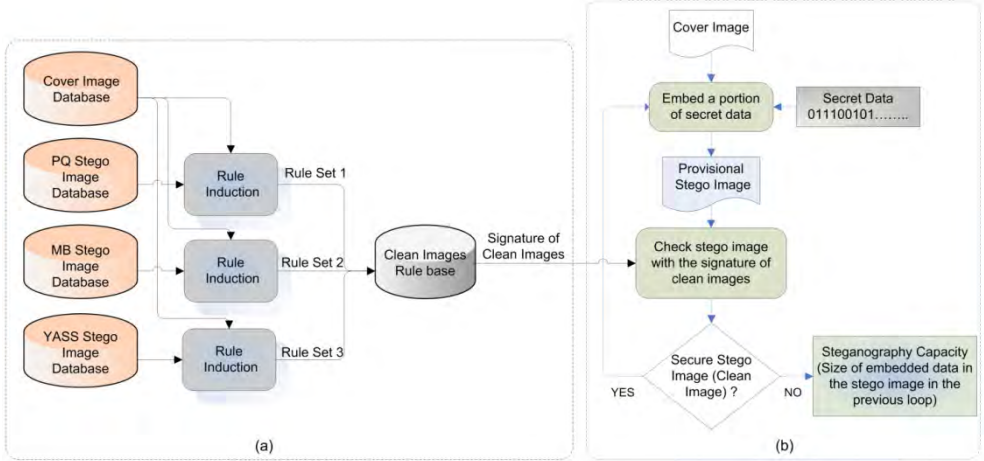 Cover Image
Database
PQ Stego
Image
Database
MB Stego
Image
Database
YASS Stego
Image
Database
Rule
Induction
Rule Set 1
Rule
Induction
Rule Set 2
Rule
Induction
Rule Set 3
Clean Images
Rule base
Signature of
Clean Images
(a)
Cover Image
Embed a portion
of secret data
Secret Data
011100101........
Provisional
Stego Image
Check stego image
with the signature of
clean images
Secure Stego
Image (Clean
Image) ?
YES
NO
Steganography Capacity
(Size of embedded data in
the stego image in the
previous loop)
(b)